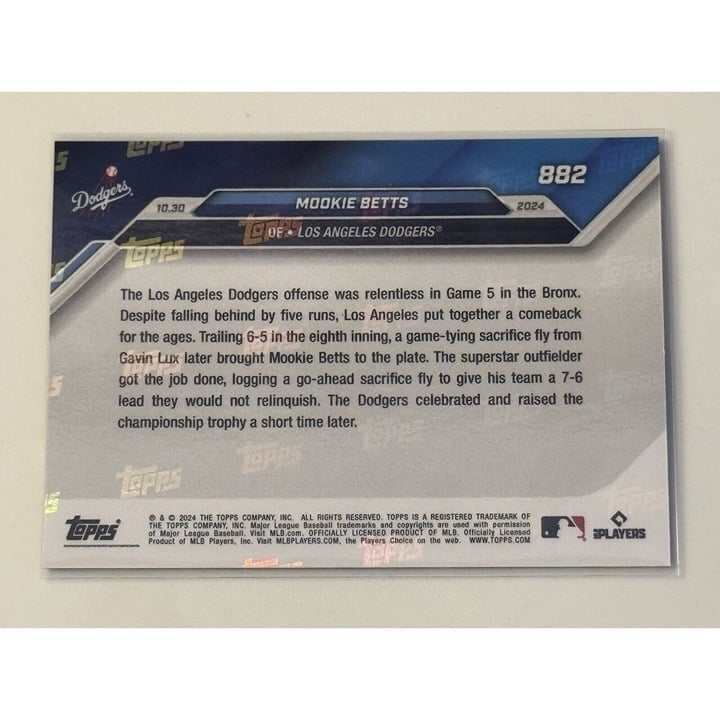 Dodgers
882
10.30
MOOKIE BETTS
2024
OF • LOS ANGELES DODGERS®
The Los Angeles Dodgers offense was relentless in Game 5 in the Bronx.
Despite falling behind by five runs, Los Angeles put together a comeback
for the ages. Trailing 6-5 in the eighth inning, a game-tying sacrifice fly from
Gavin Lux later brought Mookie Betts to the plate. The superstar outfielder
got the job done, logging a go-ahead sacrifice fly to give his team a 7-6
lead they would not relinquish. The Dodgers celebrated and raised the
championship trophy a short time later.
Topps
® & © 2024 THE TOPPS COMPANY, INC. ALL RIGHTS RESERVED. TOPPS IS A REGISTERED TRADEMARK OF
THE TOPPS COMPANY, INC. Major League Baseball trademarks and copyrights are used with permission
of Major League Baseball. Visit MLB.com. OFFICIALLY LICENSED PRODUCT OF MLB. Officially Licensed
Product of MLB Players, Inc. Visit MLBPLAYERS.com, the Players Choice on the web. WWW.TOPPS.COM
MLB PLAYERS